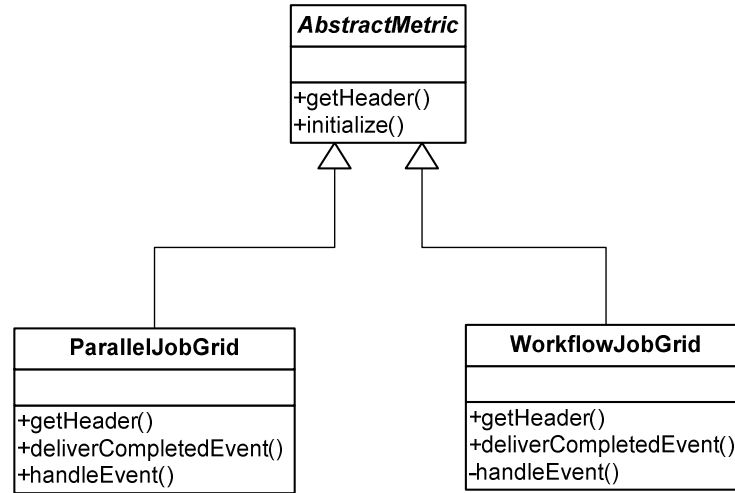 AbstractMetric
+getHeader()
+initialize()
ParallelJobGrid
+getHeader()
+deliverCompletedEvent()
+handleEvent()
WorkflowJobGrid
+getHeader()
+deliverCompletedEvent()
-handleEvent()